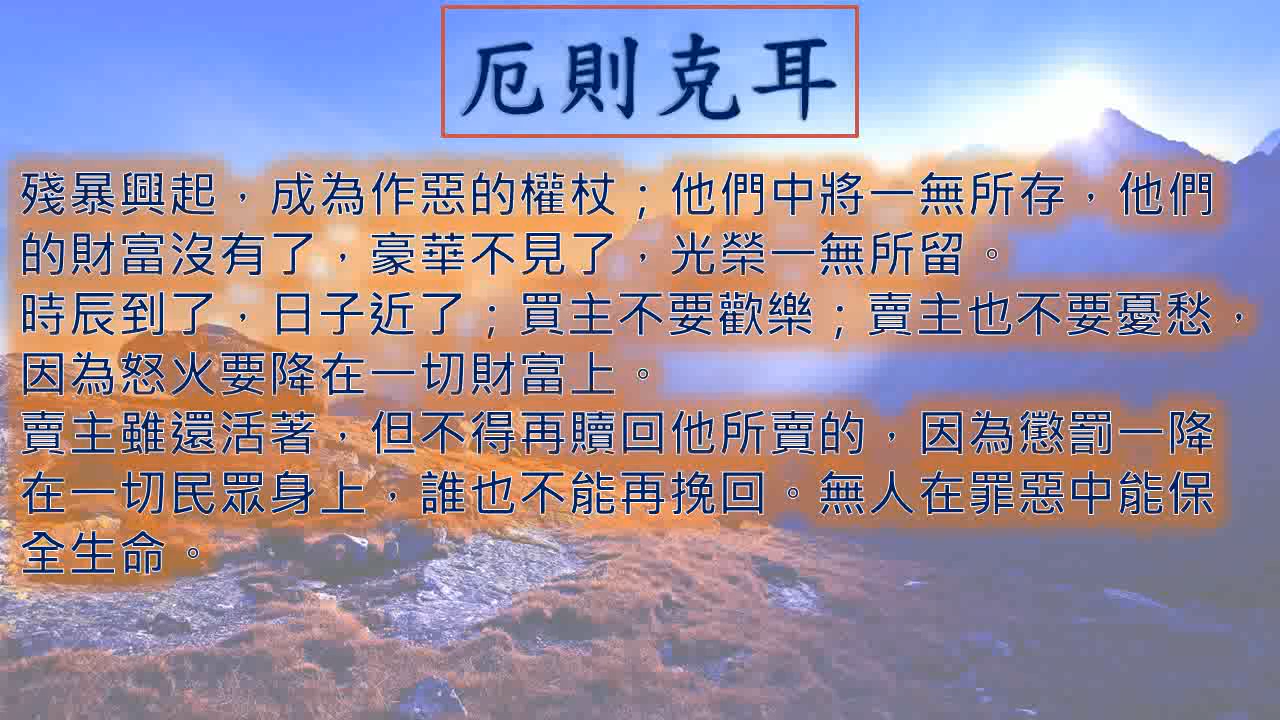 厄則克耳
殘暴興起，成為作惡的權杖；他們中將一無所存，他們
的財富沒有了，豪華不見了，光榮一無所留。
時辰到了，日子近了；買主不要歡樂；賣主也不要憂愁，
因為怒火要降在一切財富上。
賣主雖還活著，但不得再贖回他所賣的，因為懲罰一降
在一切民眾身上，誰也不能再挽回。無人在罪惡中能保
全生命。